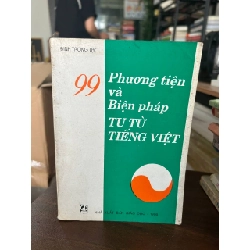 99 Phương tiện
và
Biện pháp
TU TỪ
TIẾNG VIỆT